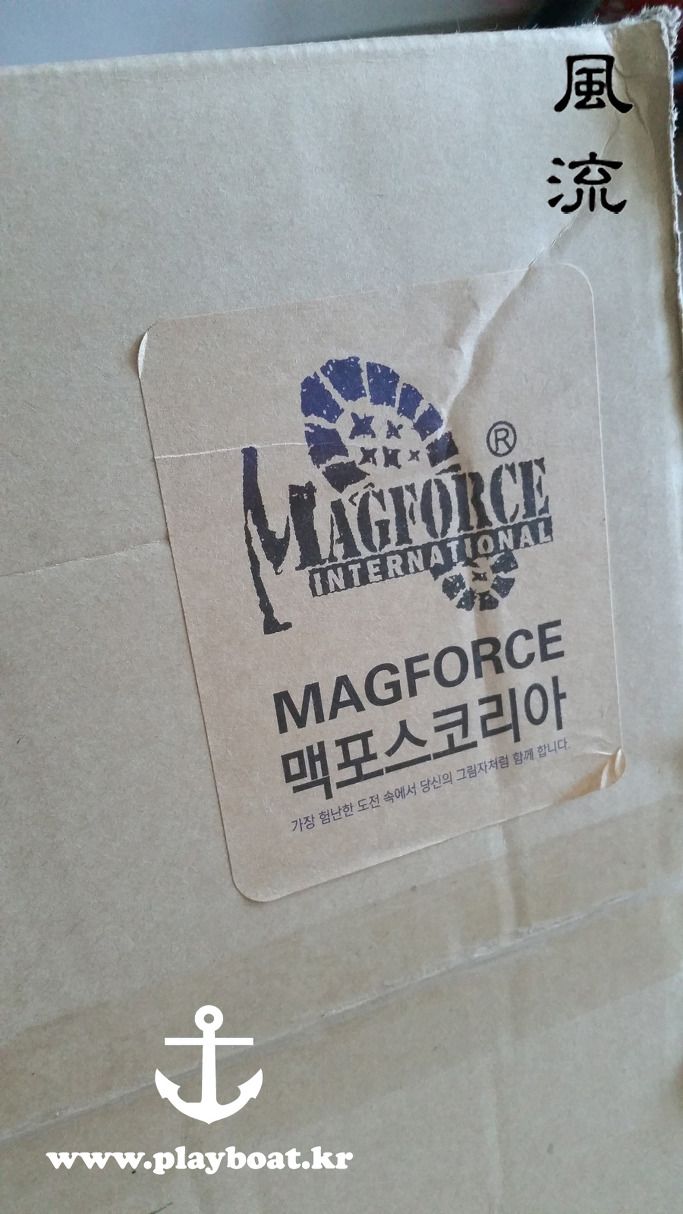 風
流
®
MAGFORCE
INTERNATIONAL
MAGFORCE
맥포스코리아
가장 험난한 도전 속에서 당신의 그림자처럼 함께 합니다.
www.playboat.kr